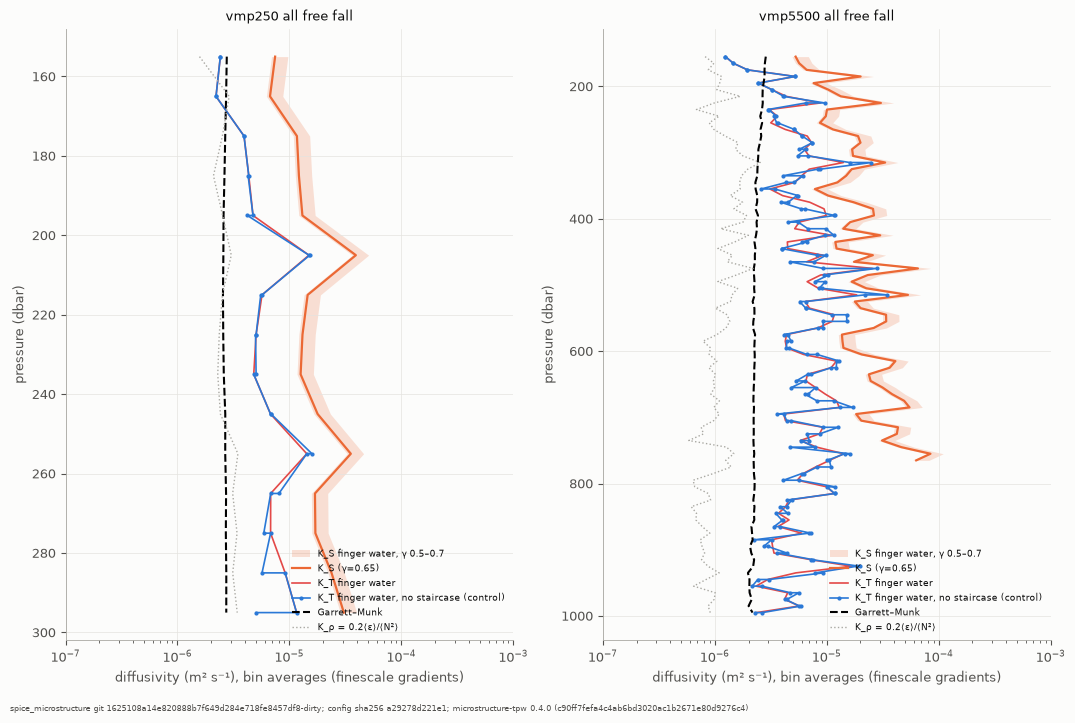 vmp250 all free fall
160
180
200
220
240
260
280
300
pressure (dbar)
K_S finger water, γ 0.5–0.7
K_S (γ=0.65)
K_T finger water
K_T finger water, no staircase (control)
Garrett–Munk
K_ρ = 0.2⟨ε⟩/⟨N²⟩
10⁻⁷
10⁻⁶
10⁻⁵
10⁻⁴
10⁻³
diffusivity (m² s⁻¹), bin averages (finescale gradients)
vmp5500 all free fall
200
400
600
800
1000
pressure (dbar)
K_S finger water, γ 0.5–0.7
K_S (γ=0.65)
K_T finger water
K_T finger water, no staircase (control)
Garrett–Munk
K_ρ = 0.2⟨ε⟩/⟨N²⟩
10⁻⁷
10⁻⁶
10⁻⁵
10⁻⁴
10⁻³
diffusivity (m² s⁻¹), bin averages (finescale gradients)
spice_microstructure git 1625108a14e820888b7f649d284e718fe8457df8-dirty; config sha256 a29278d221e1; microstructure-tpw 0.4.0 (c90ff7fefa4c4ab6bd3020ac1b2671e80d9276c4)